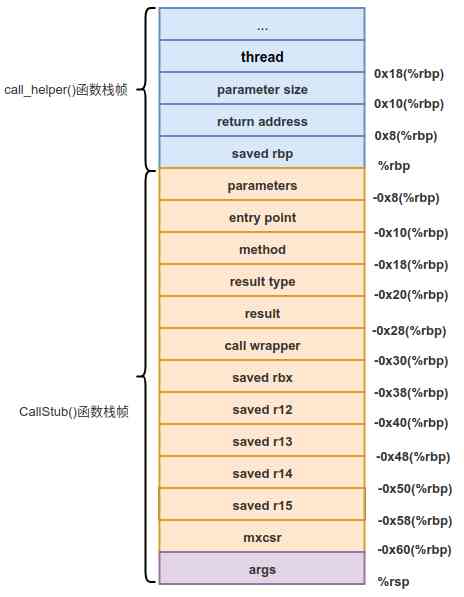 ...
thread
0x18(%rbp)
call_helper()函数栈帧
parameter size
0x10(%rbp)
return address
0x8(%rbp)
saved rbp
%rbp
parameters
-0x8(%rbp)
entry point
-0x10(%rbp)
method
-0x18(%rbp)
result type
-0x20(%rbp)
result
-0x28(%rbp)
call wrapper
-0x30(%rbp)
saved rbx
-0x38(%rbp)
CallStub()函数栈帧
saved r12
-0x40(%rbp)
saved r13
-0x48(%rbp)
saved r14
-0x50(%rbp)
saved r15
-0x58(%rbp)
mxcsr
-0x60(%rbp)
args
%rsp